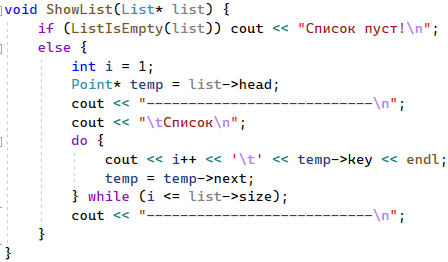 void ShowList(List* list) {
    if (ListIsEmpty(list)) cout << "Список пуст!\n";
    else {
        int i = 1;
        Point* temp = list->head;
        cout << "----------------------------\n";
        cout << "\tСписок\n";
        do {
            cout << i++ << '\t' << temp->key << endl;
            temp = temp->next;
        } while (i <= list->size);
        cout << "----------------------------\n";
    }
}